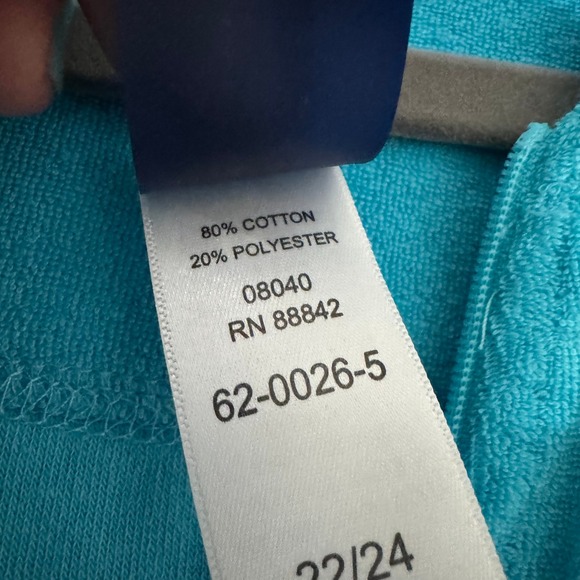 80% COTTON
20% POLYESTER
08040
RN 88842
62-0026-5
22/24